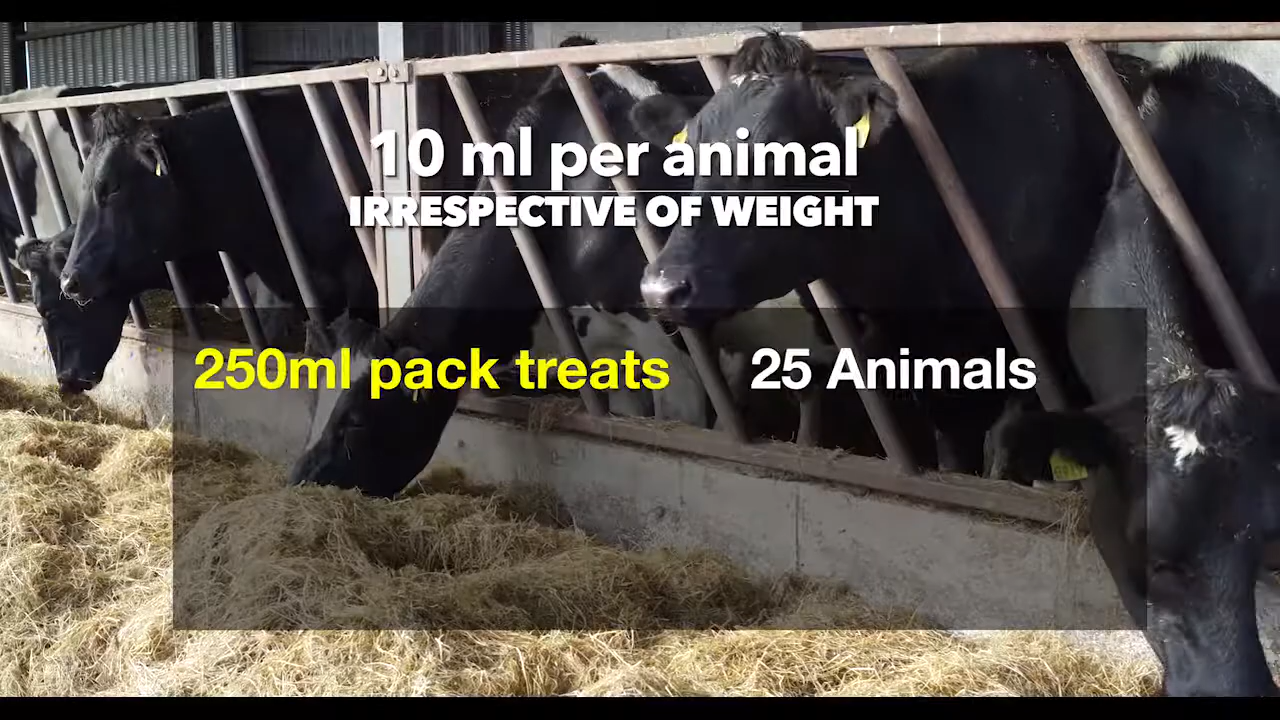 10 ml per animal
IRRESPECTIVE OF WEIGHT
250ml pack treats 25 Animals